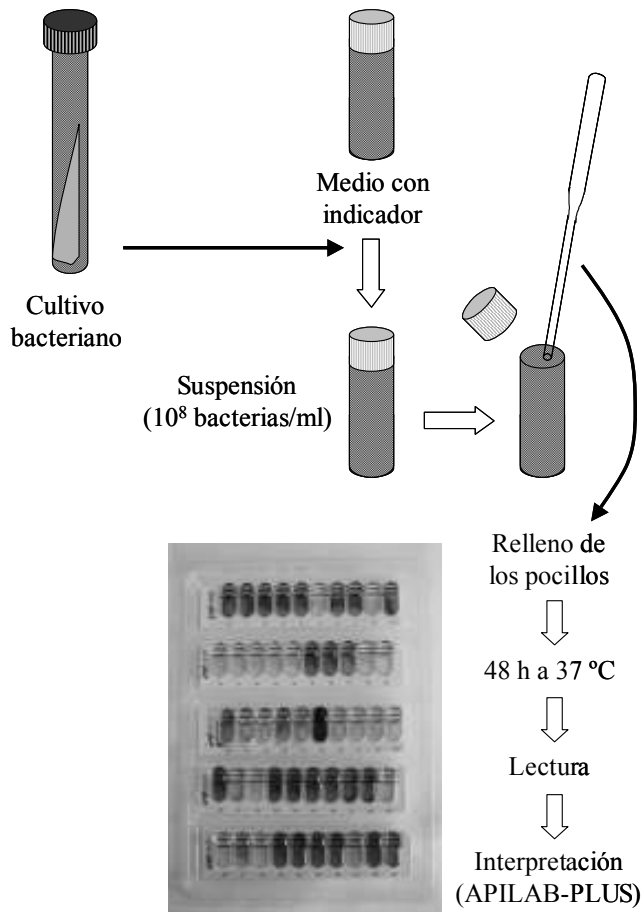 Medio con
indicador
Cultivo
bacteriano
Suspensión
(10⁸ bacterias/ml)
Relleno de
los pocillos
48 h a 37 ºC
Lectura
Interpretación
(APILAB-PLUS)